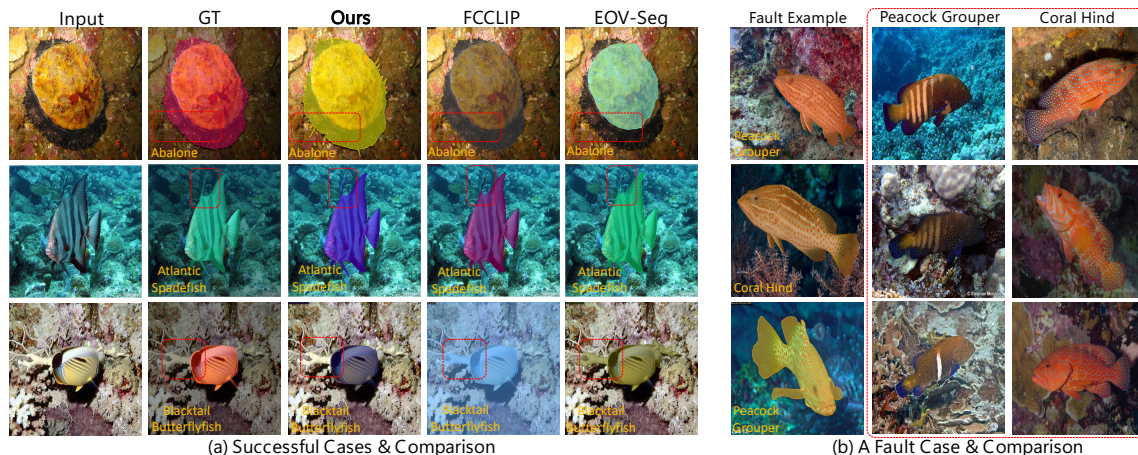 Input GT Ours FCCLIP EOV-Seg
Abalone Abalone Abalone Abalone
Atlantic Spadefish Atlantic Spadefish Atlantic Spadefish Atlantic Spadefish
Blacktail Butterflyfish Blacktail Butterflyfish Blacktail Butterflyfish Blacktail Butterflyfish
(a) Successful Cases & Comparison
Fault Example Peacock Grouper Coral Hind
Peacock
Grouper
Coral Hind
Peacock
Grouper
(b) A Fault Case & Comparison